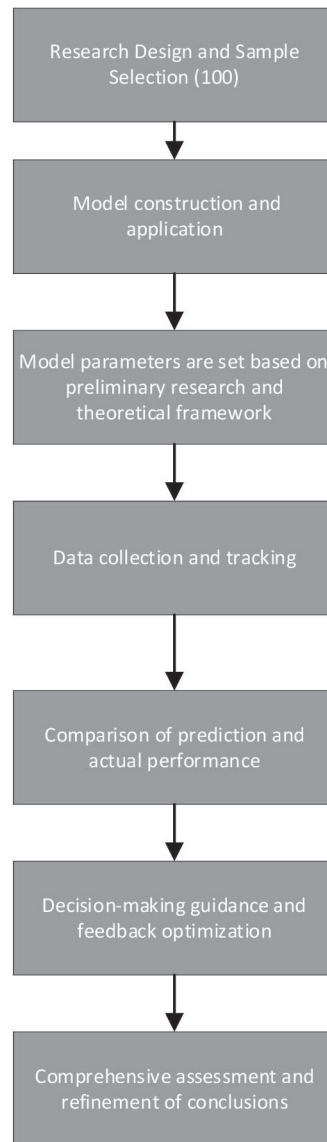 Research Design and Sample
Selection (100)
Model construction and
application
Model parameters are set based on
preliminary research and
theoretical framework
Data collection and tracking
Comparison of prediction and
actual performance
Decision-making guidance and
feedback optimization
Comprehensive assessment and
refinement of conclusions